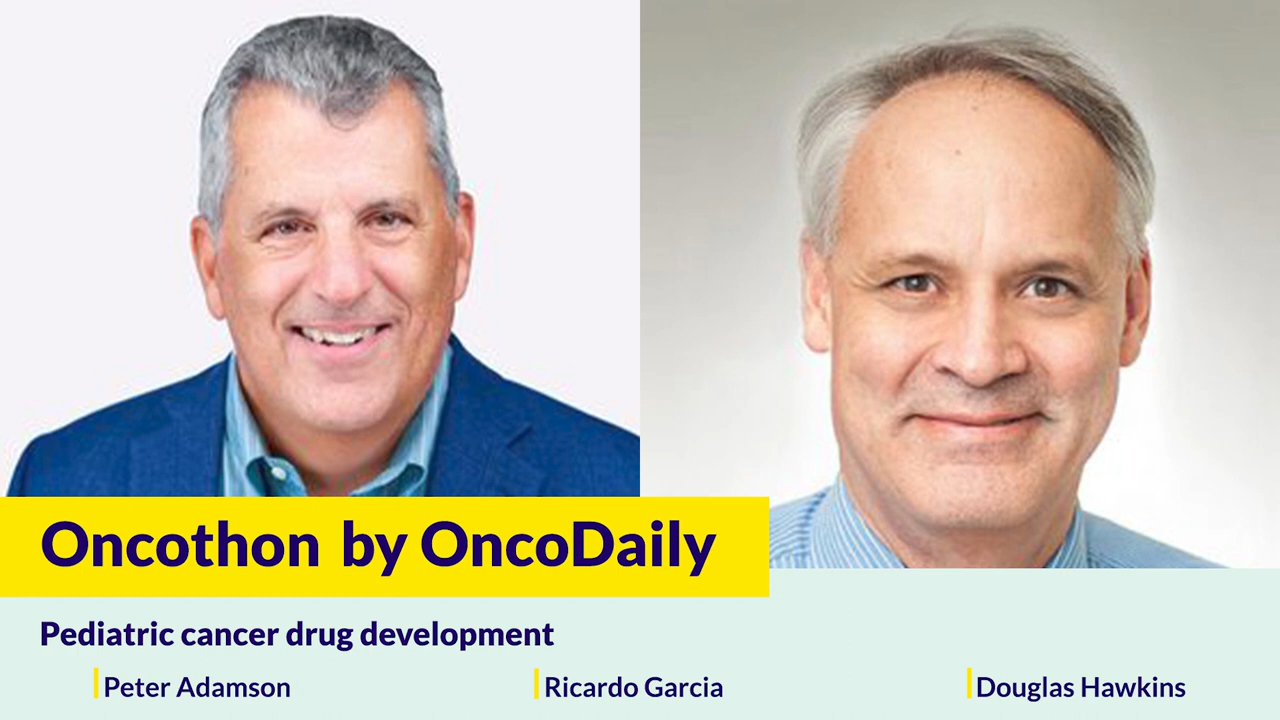 Oncothon by OncoDaily
Pediatric cancer drug development
Peter Adamson
Ricardo Garcia
Douglas Hawkins